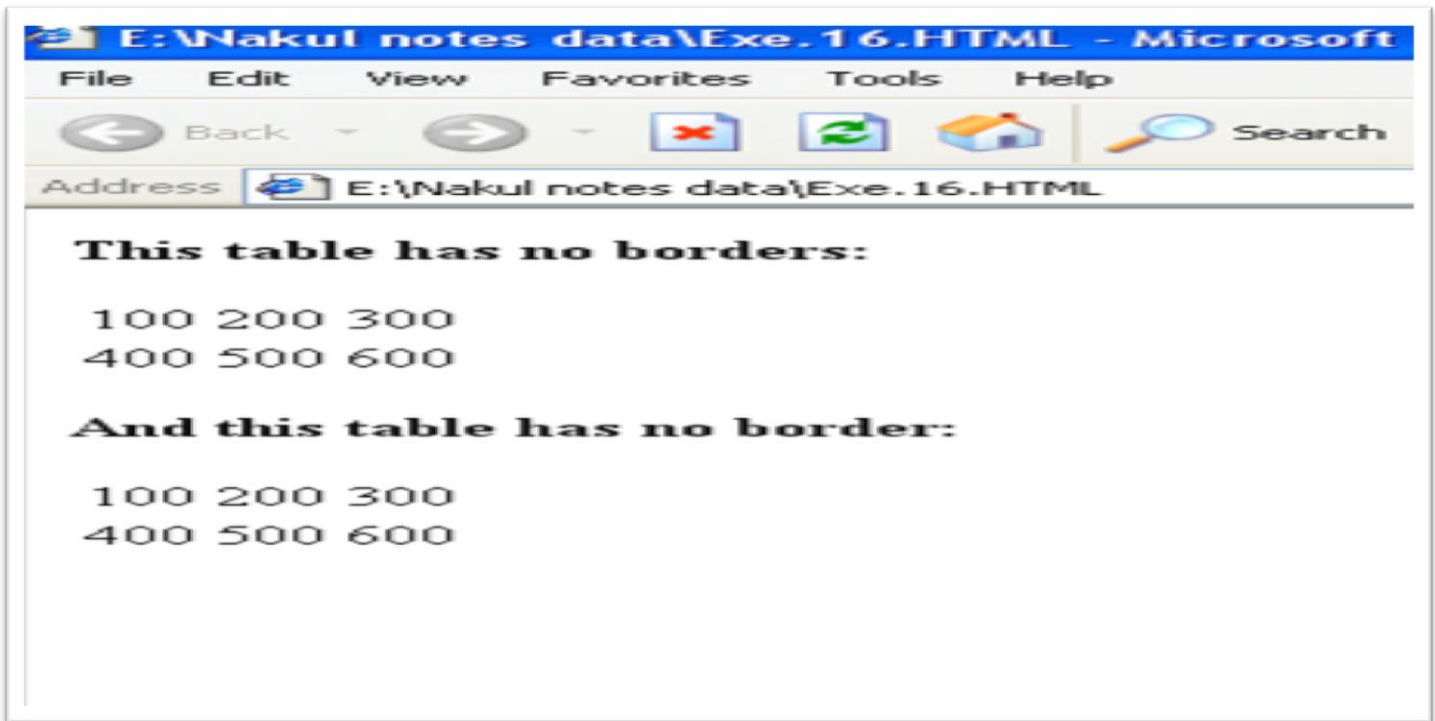 E:\Nakul notes data\Exe.16.HTML - Microsoft
File Edit View Favorites Tools Help
Back Search
Address E:\Nakul notes data\Exe.16.HTML
This table has no borders:
100 200 300
400 500 600
And this table has no border:
100 200 300
400 500 600